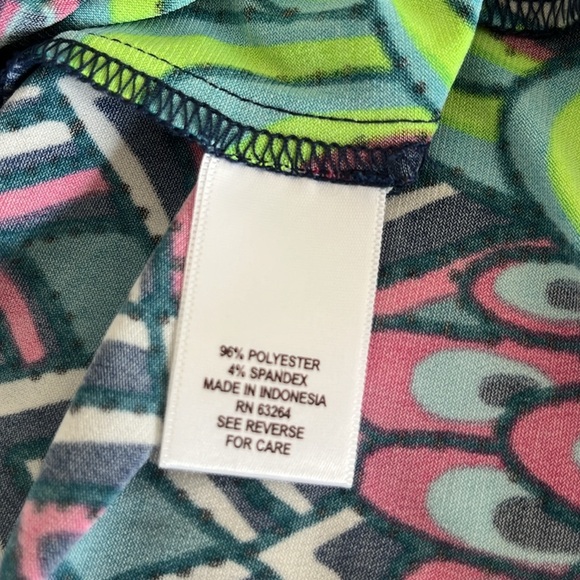 96% POLYESTER
4% SPANDEX
MADE IN INDONESIA
RN 63264
SEE REVERSE
FOR CARE